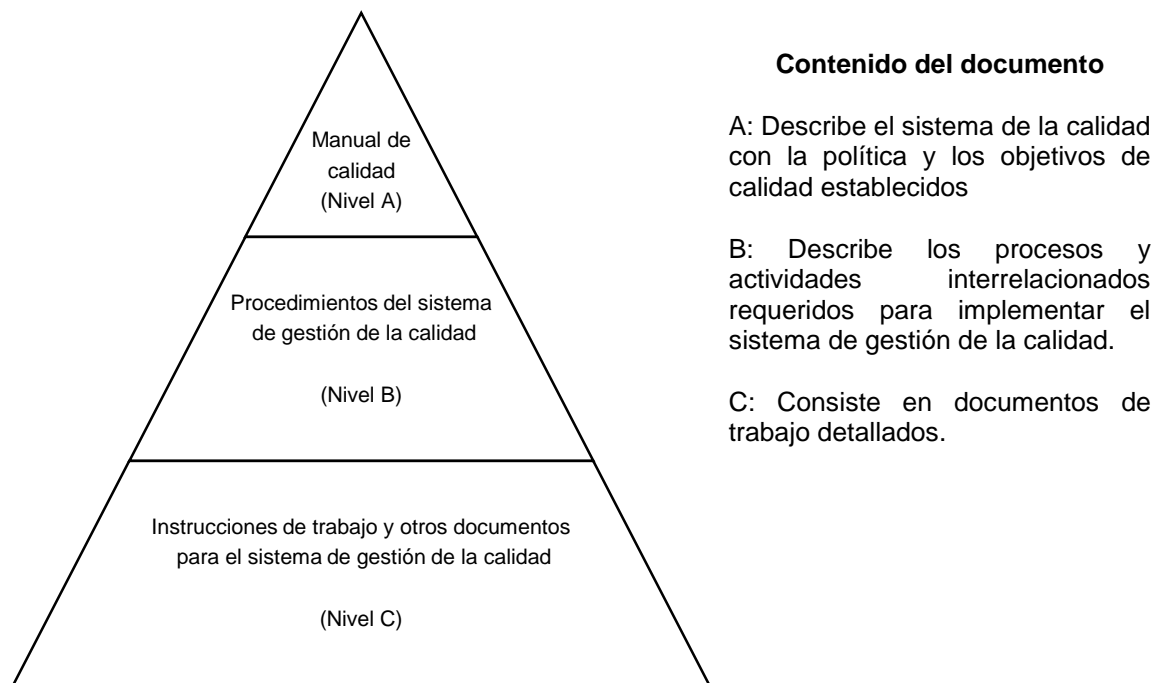 Manual de
calidad
(Nivel A)
Procedimientos del sistema
de gestión de la calidad
(Nivel B)
Instrucciones de trabajo y otros documentos
para el sistema de gestión de la calidad
(Nivel C)
Contenido del documento
A: Describe el sistema de la calidad
con la política y los objetivos de
calidad establecidos
B: Describe los procesos y
actividades interrelacionados
requeridos para implementar el
sistema de gestión de la calidad.
C: Consiste en documentos de
trabajo detallados.